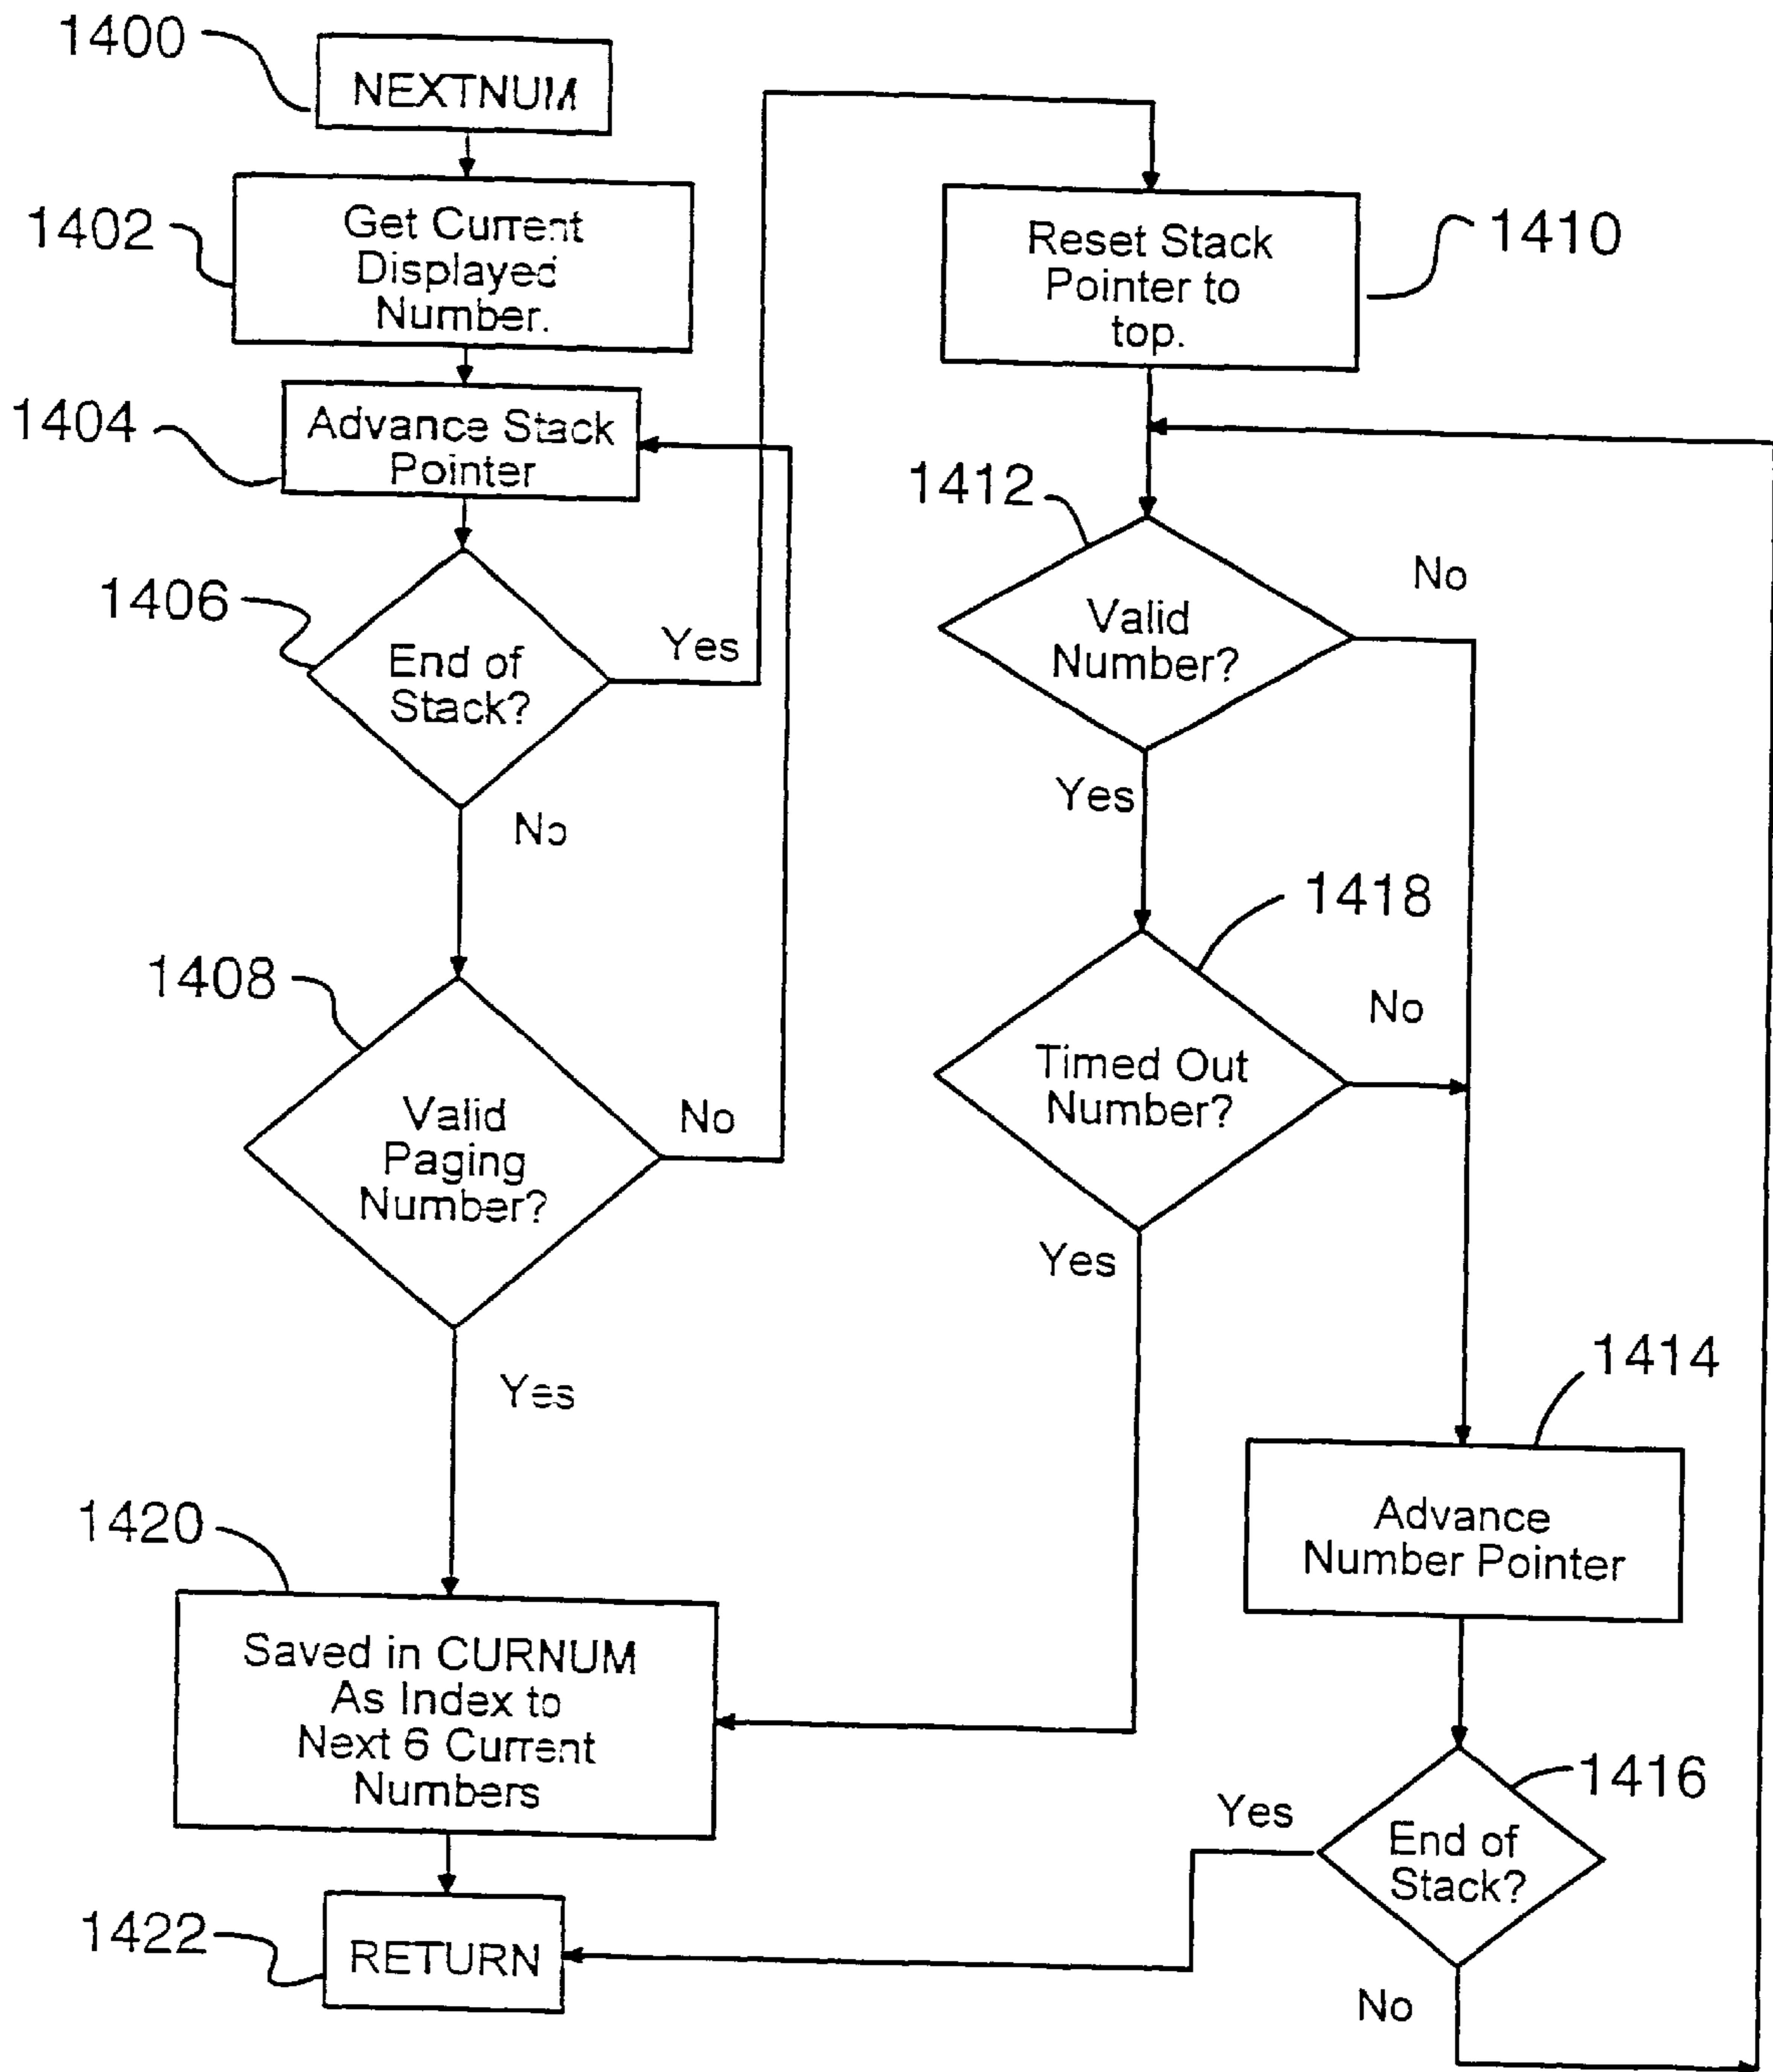 1400
NEXTNUM
1402
Get Current
Displayed
Number.
1404
Advance Stack
Pointer
1406
End of
Stack?
Yes
No
1408
Valid
Paging
Number?
No
Yes
1420
Saved in CURNUM
As Index to
Next 6 Current
Numbers
1422
RETURN
Reset Stack
Pointer to
top.
1410
1412
Valid
Number?
No
Yes
1418
Timed Out
Number?
No
Yes
1414
Advance
Number Pointer
1416
End of
Stack?
Yes
No